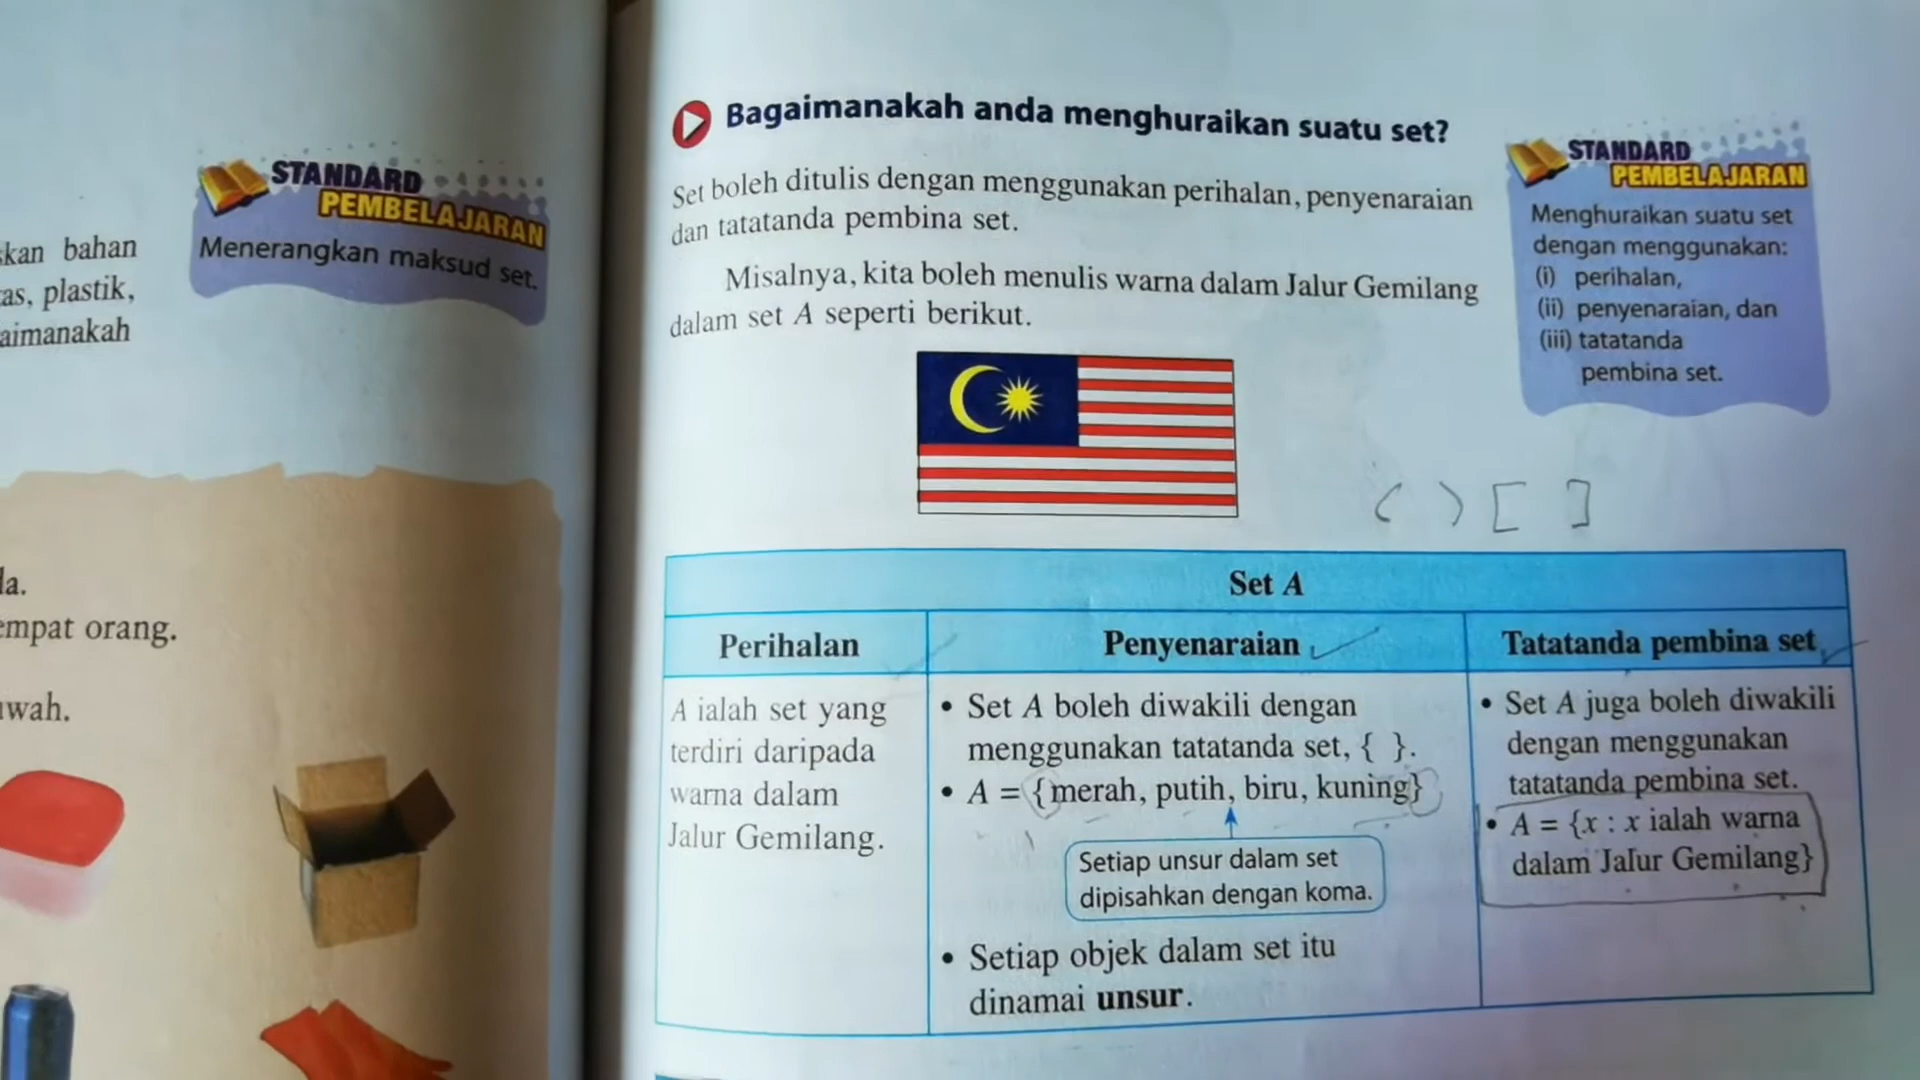 bahan
plastik,
aimanakah
STANDARD
PEMBELAJARAN
Menerangkan maksud set.
orang.
Bagaimanakah anda menghuraikan suatu set?
Set boleh ditulis dengan menggunakan perihalan, penyenaraian
dan tatatanda pembina set.
Misalnya, kita boleh menulis warna dalam Jalur Gemilang
dalam set A seperti berikut.
STANDARD
PEMBELAJARAN
Menghuraikan suatu set
dengan menggunakan:
(i) perihalan,
(ii) penyenaraian, dan
(iii) tatatanda
pembina set.
( ) [ ]
Set A
Perihalan
Penyenaraian
Tatatanda pembina set
A ialah set yang
terdiri daripada
warna dalam
Jalur Gemilang.
• Set A boleh diwakili dengan
menggunakan tatatanda set, { }.
• A = {merah, putih, biru, kuning}
Setiap unsur dalam set
dipisahkan dengan koma.
• Setiap objek dalam set itu
dinamai unsur.
• Set A juga boleh diwakili
dengan menggunakan
tatatanda pembina set.
• A = {x : x ialah warna
dalam Jalur Gemilang}